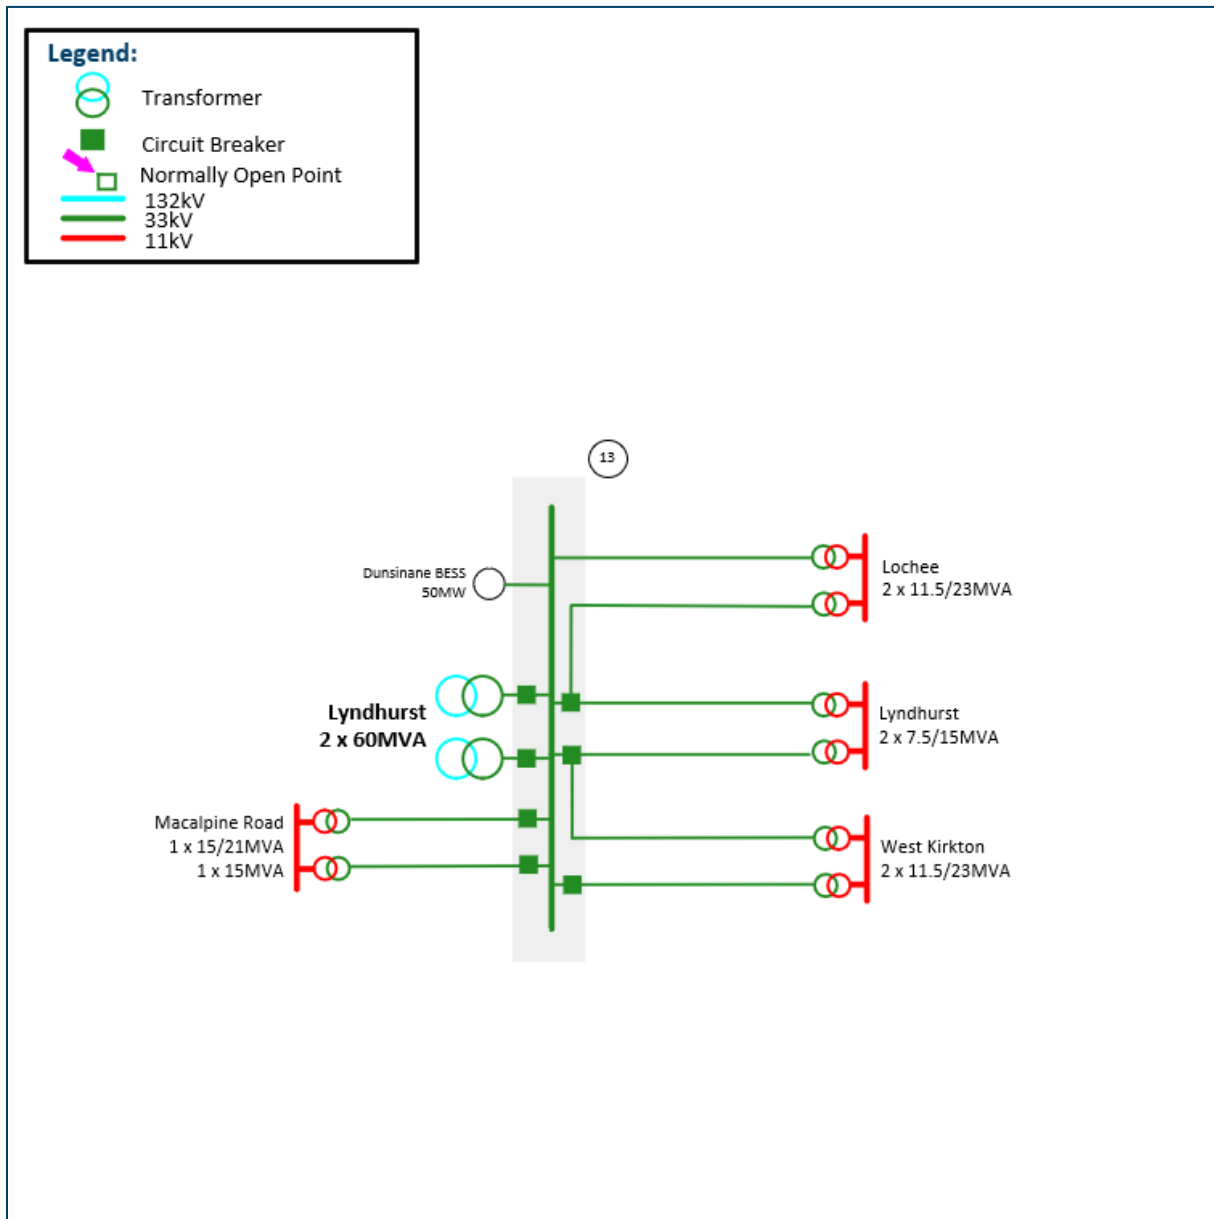 Legend:
Transformer
Circuit Breaker
Normally Open Point
132kV
33kV
11kV
13
Dunsinane BESS
50MW
Lochee
2 x 11.5/23MVA
Lyndhurst
2 x 60MVA
Lyndhurst
2 x 7.5/15MVA
Macalpine Road
1 x 15/21MVA
1 x 15MVA
West Kirkton
2 x 11.5/23MVA